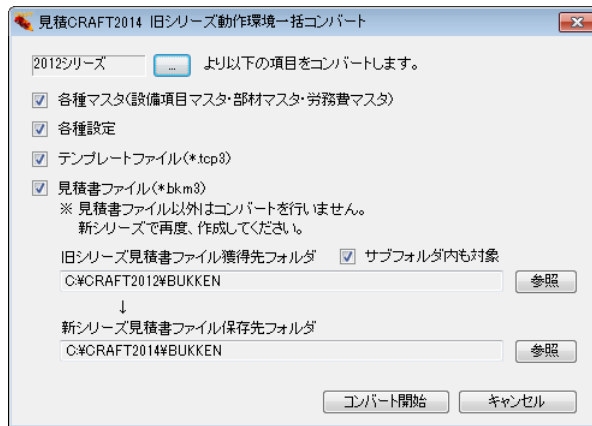 見積CRAFT2014 旧シリーズ動作環境一括コンバート
2012シリーズ ... より以下の項目をコンバートします。
各種マスタ(設備項目マスタ・部材マスタ・労務費マスタ)
各種設定
テンプレートファイル(*.tcp3)
見積書ファイル(*.bkm3)
※ 見積書ファイル以外はコンバートを行いません。
新シリーズで再度、作成してください。
旧シリーズ見積書ファイル獲得先フォルダ サブフォルダ内も対象
C:¥CRAFT2012¥BUKKEN 参照
↓
新シリーズ見積書ファイル保存先フォルダ
C:¥CRAFT2014¥BUKKEN 参照
コンバート開始 キャンセル